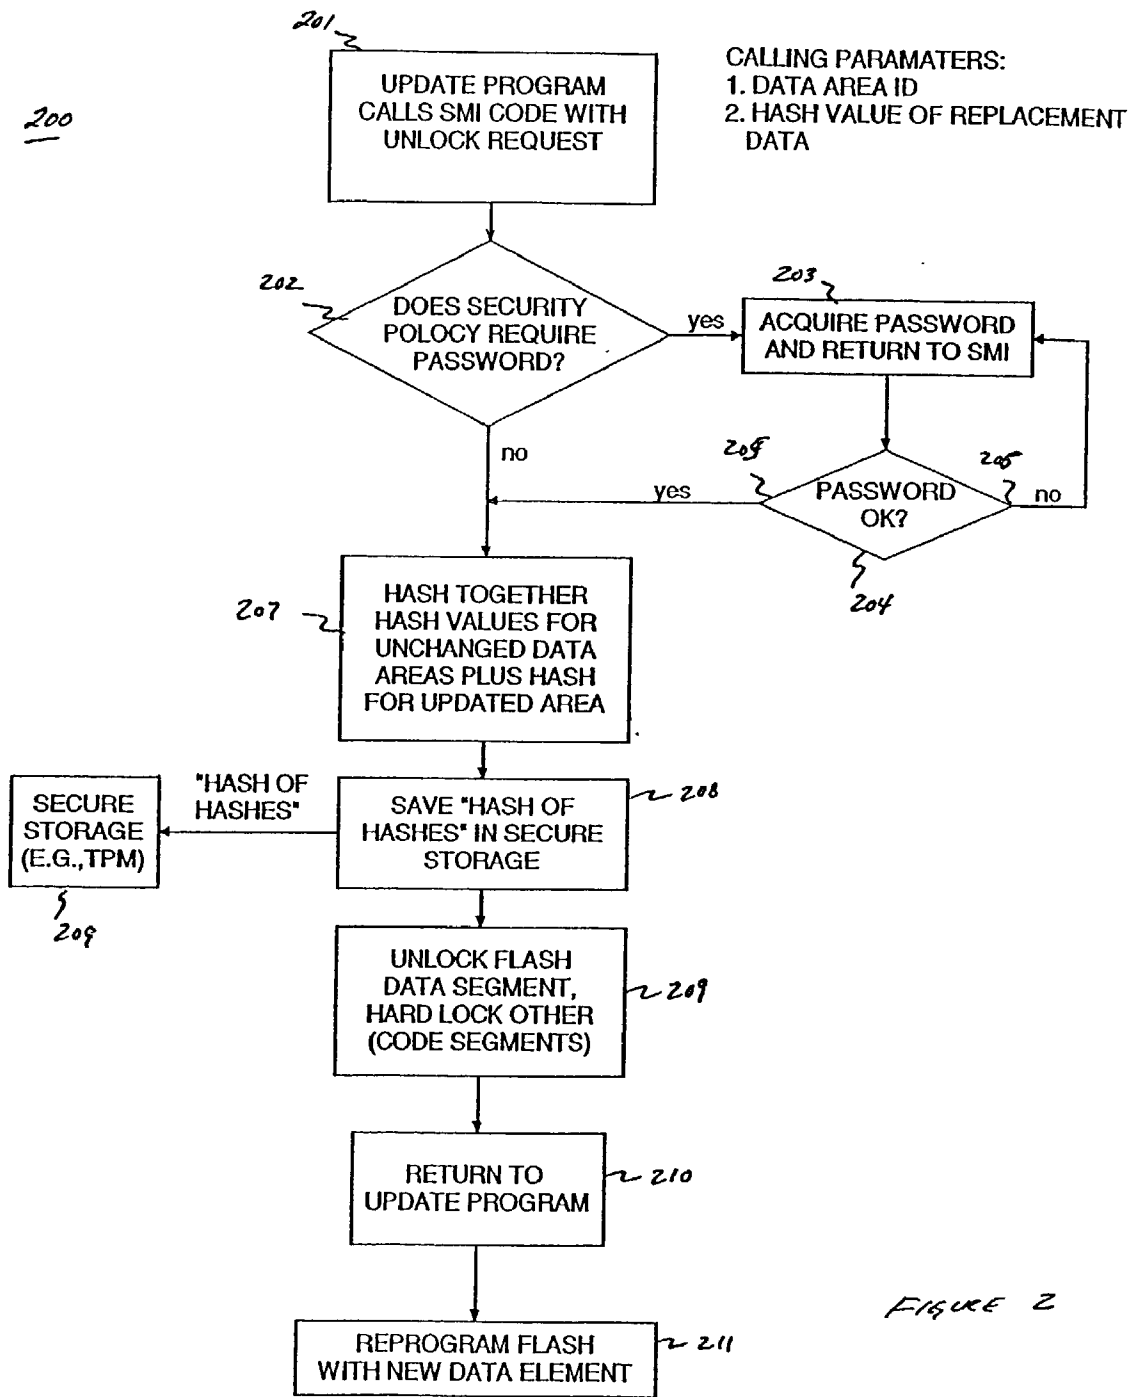 201
200
UPDATE PROGRAM
CALLS SMI CODE WITH
UNLOCK REQUEST
CALLING PARAMATERS:
1. DATA AREA ID
2. HASH VALUE OF REPLACEMENT
DATA
202
DOES SECURITY
POLOCY REQUIRE
PASSWORD?
yes
203
ACQUIRE PASSWORD
AND RETURN TO SMI
no
yes
PASSWORD
OK?
205
no
204
207
HASH TOGETHER
HASH VALUES FOR
UNCHANGED DATA
AREAS PLUS HASH
FOR UPDATED AREA
SECURE
STORAGE
(E.G.,TPM)
209
"HASH OF
HASHES"
SAVE "HASH OF
HASHES" IN SECURE
STORAGE
208
UNLOCK FLASH
DATA SEGMENT,
HARD LOCK OTHER
(CODE SEGMENTS)
209
RETURN TO
UPDATE PROGRAM
210
REPROGRAM FLASH
WITH NEW DATA ELEMENT
211
FIGURE 2